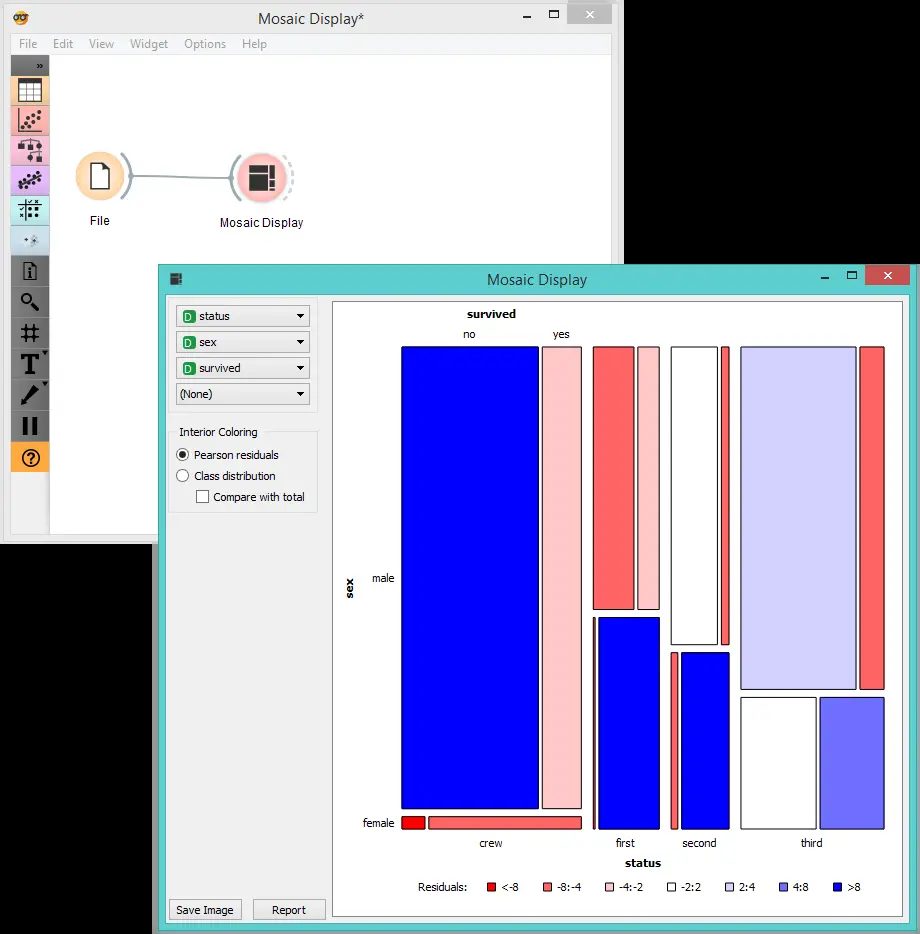 Mosaic Display*
File Edit View Widget Options Help
»
File
Mosaic Display
Mosaic Display
D status
D sex
D survived
(None)
Interior Coloring
Pearson residuals
Class distribution
Compare with total
Save Image Report
survived
no yes
sex
male
female
crew first second third
status
Residuals: <-8 -8:-4 -4:-2 -2:2 2:4 4:8 >8